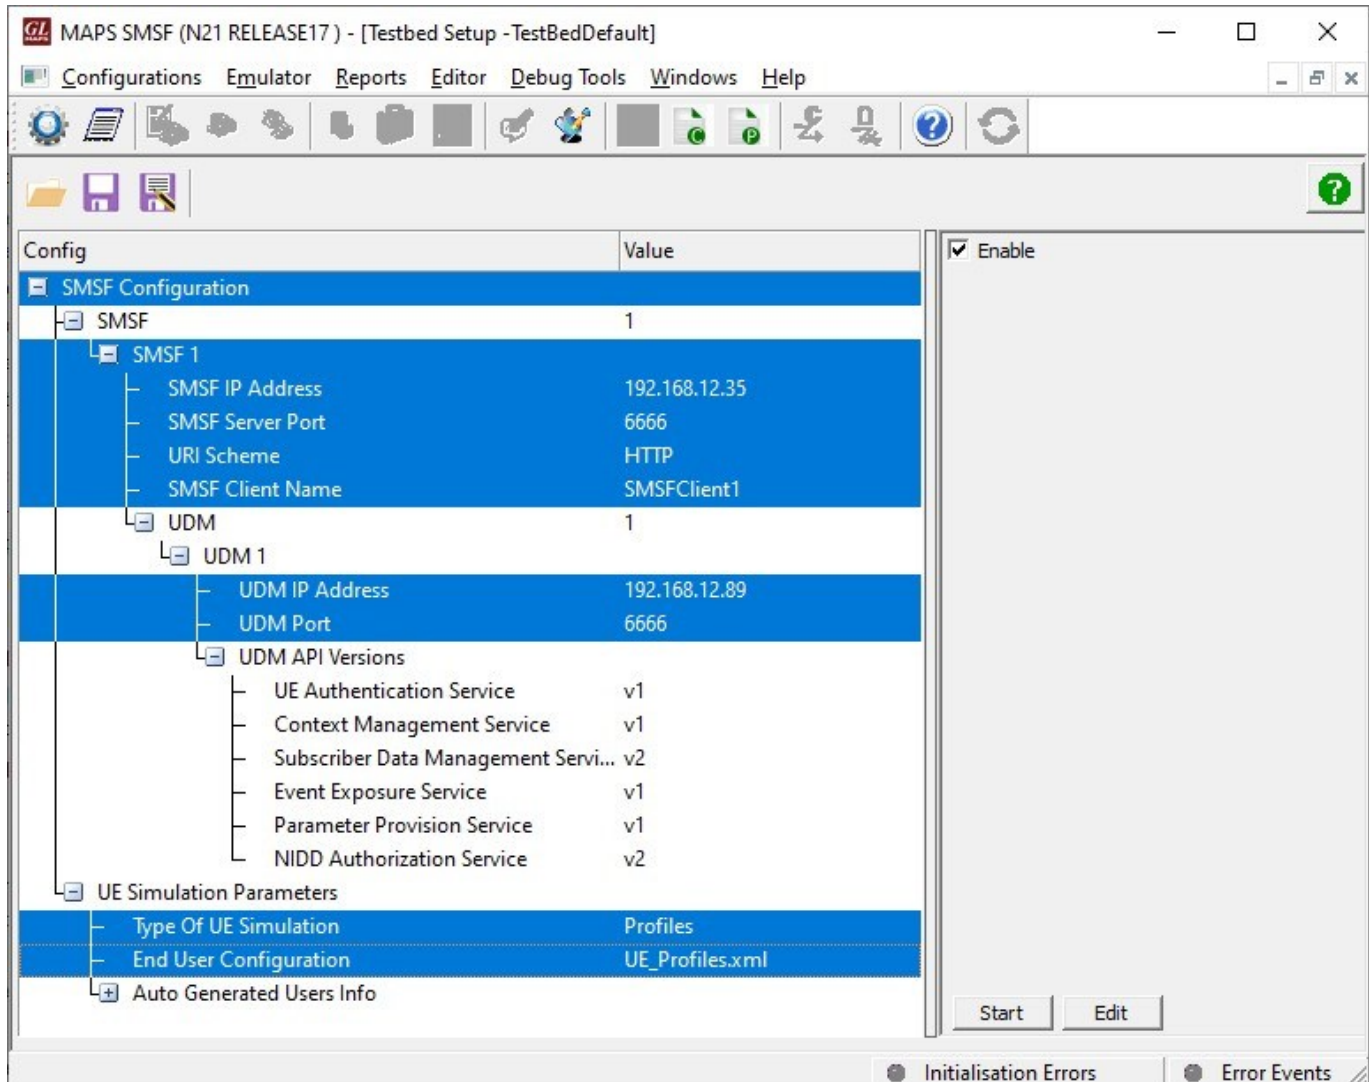 GL MAPS MAPS SMSF (N21 RELEASE17 ) - [Testbed Setup -TestBedDefault]
Configurations Emulator Reports Editor Debug Tools Windows Help
C P ?
?
Config Value Enable
SMSF Configuration
SMSF 1
SMSF 1
SMSF IP Address 192.168.12.35
SMSF Server Port 6666
URI Scheme HTTP
SMSF Client Name SMSFClient1
UDM 1
UDM 1
UDM IP Address 192.168.12.89
UDM Port 6666
UDM API Versions
UE Authentication Service v1
Context Management Service v1
Subscriber Data Management Servi... v2
Event Exposure Service v1
Parameter Provision Service v1
NIDD Authorization Service v2
UE Simulation Parameters
Type Of UE Simulation Profiles
End User Configuration UE_Profiles.xml
Auto Generated Users Info
Start Edit
Initialisation Errors Error Events